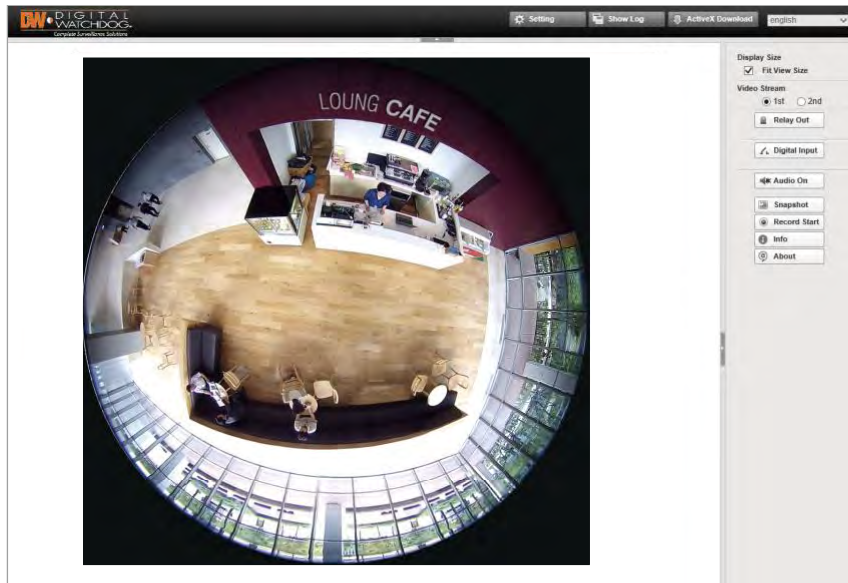 DW DIGITAL
WATCHDOG
Complete Surveillance Solutions
Setting
Show Log
ActiveX Download
english
Display Size
Fit View Size
Video Stream
1st 2nd
Relay Out
Digital Input
Audio On
Snapshot
Record Start
Info
About
LOUNG CAFE